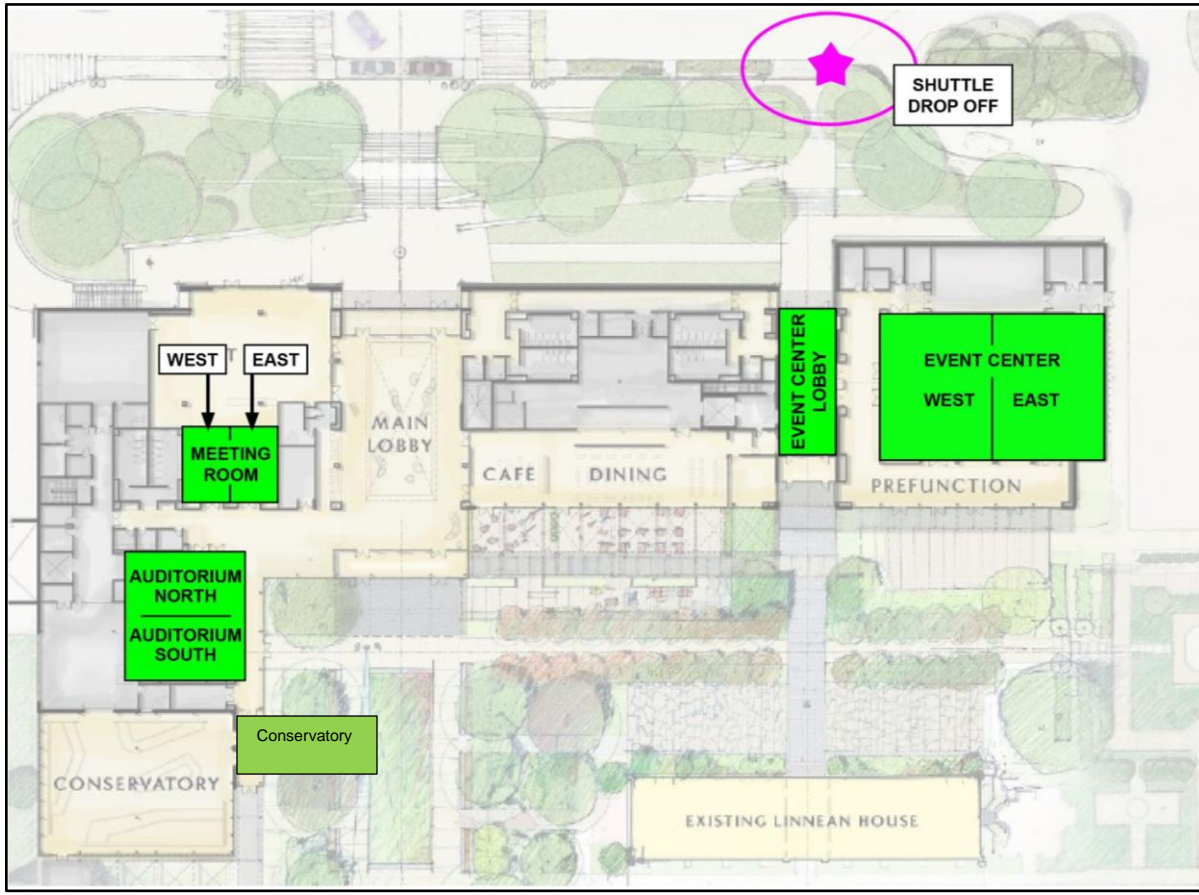 SHUTTLE
DROP OFF
WEST
EAST
MEETING
ROOM
MAIN
LOBBY
CAFE
DINING
EVENT CENTER
LOBBY
EVENT CENTER
WEST
EAST
PREFUNCTION
AUDITORIUM
NORTH
AUDITORIUM
SOUTH
Conservatory
CONSERVATORY
EXISTING LINNEAN HOUSE